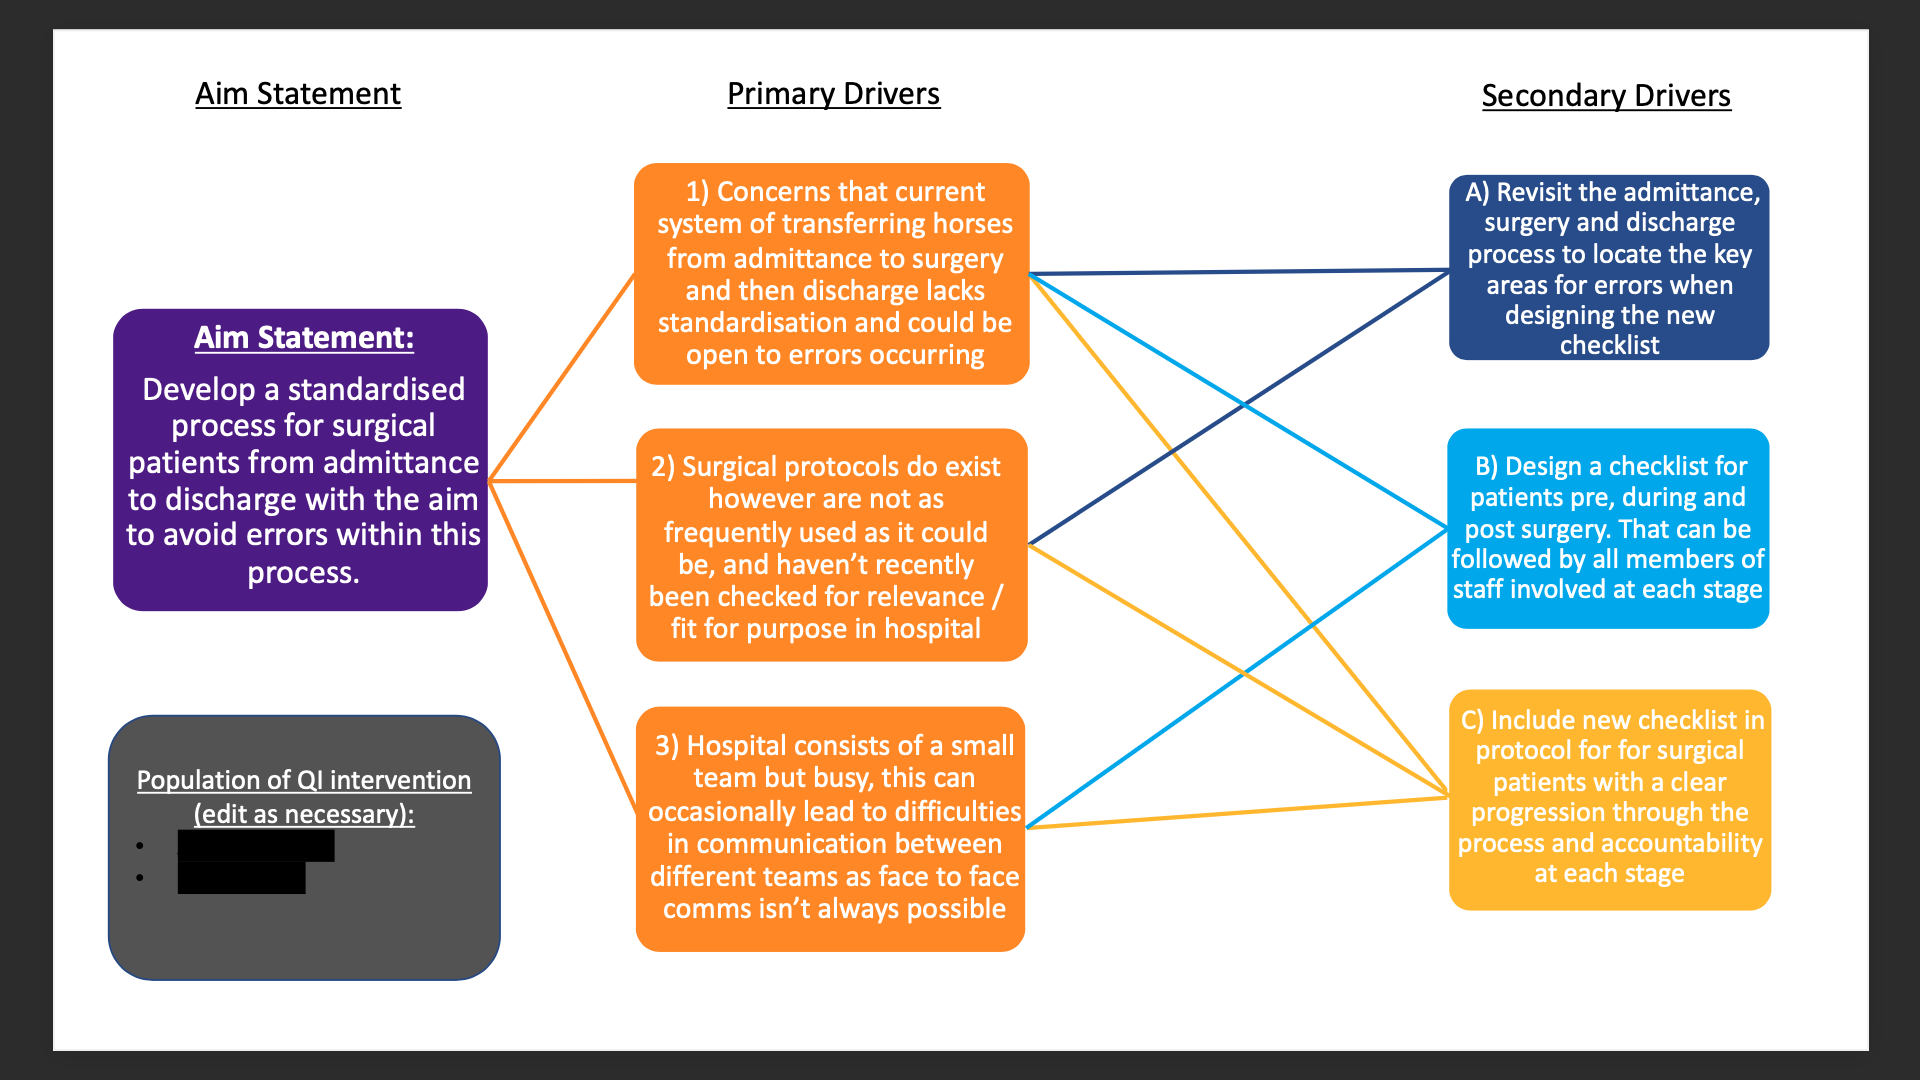 Aim Statement
Primary Drivers
Secondary Drivers
Aim Statement:
Develop a standardised
process for surgical
patients from admittance
to discharge with the aim
to avoid errors within this
process.
Population of QI intervention
(edit as necessary):
1) Concerns that current
system of transferring horses
from admittance to surgery
and then discharge lacks
standardisation and could be
open to errors occurring
2) Surgical protocols do exist
however are not as
frequently used as it could
be, and haven’t recently
been checked for relevance /
fit for purpose in hospital
3) Hospital consists of a small
team but busy, this can
occasionally lead to difficulties
in communication between
different teams as face to face
comms isn’t always possible
A) Revisit the admittance,
surgery and discharge
process to locate the key
areas for errors when
designing the new
checklist
B) Design a checklist for
patients pre, during and
post surgery. That can be
followed by all members of
staff involved at each stage
C) Include new checklist in
protocol for for surgical
patients with a clear
progression through the
process and accountability
at each stage